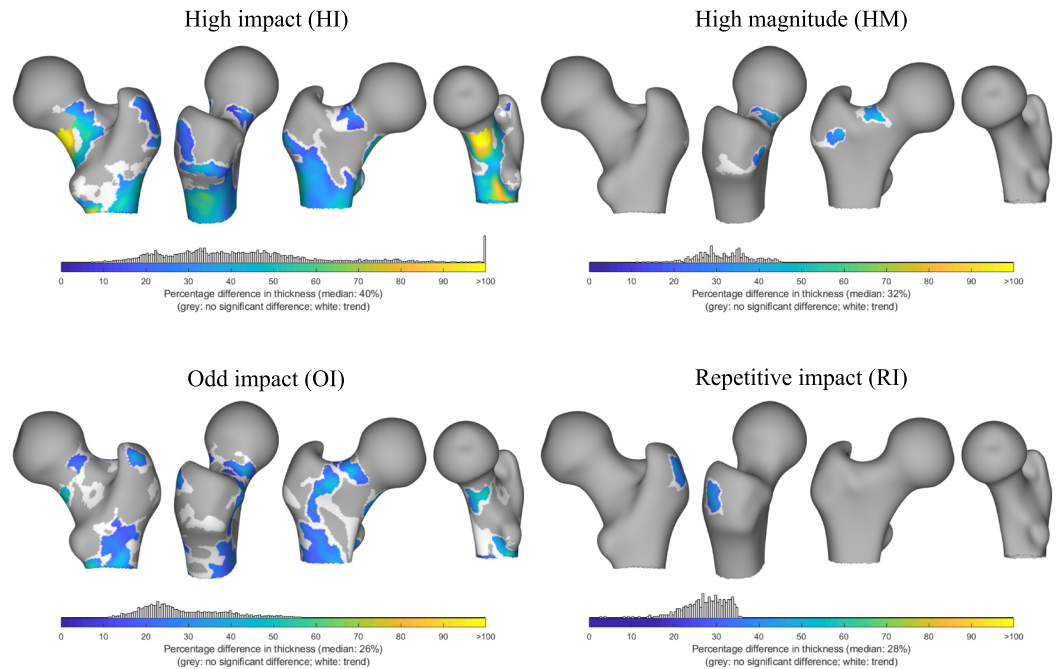 High impact (HI)
High magnitude (HM)
0 10 20 30 40 50 60 70 80 90 >100
Percentage difference in thickness (median: 40%)
(grey: no significant difference; white: trend)
0 10 20 30 40 50 60 70 80 90 >100
Percentage difference in thickness (median: 32%)
(grey: no significant difference; white: trend)
Odd impact (OI)
Repetitive impact (RI)
0 10 20 30 40 50 60 70 80 90 >100
Percentage difference in thickness (median: 26%)
(grey: no significant difference; white: trend)
0 10 20 30 40 50 60 70 80 90 >100
Percentage difference in thickness (median: 28%)
(grey: no significant difference; white: trend)